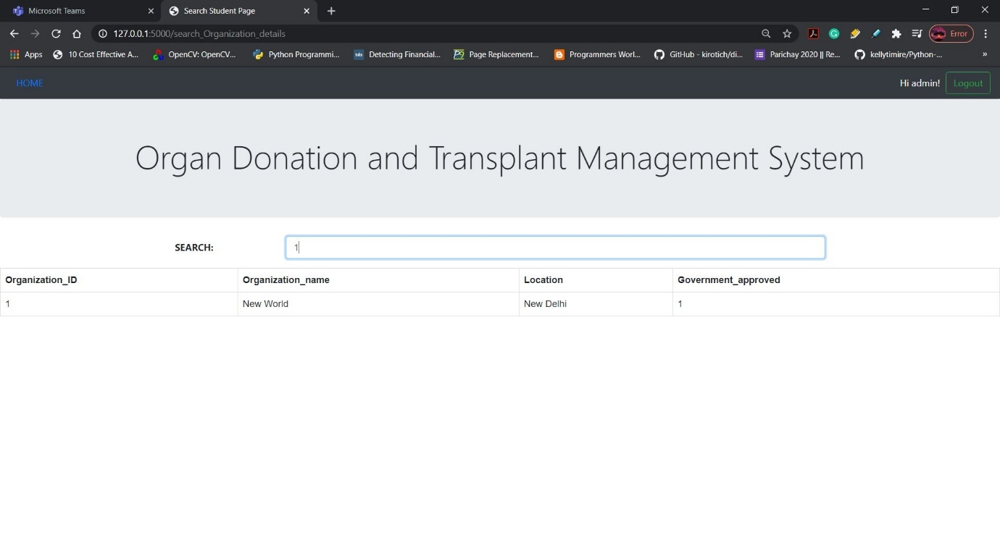 Microsoft Teams
Search Student Page
127.0.0.1:5000/search_Organization_details
Error
Apps
10 Cost Effective A...
OpenCV: OpenCV...
Python Programmi...
tds
Detecting Financial...
Page Replacement...
Programmers Worl...
GitHub - kirotich/di...
Parichay 2020 || Re...
kellytimire/Python-...
»
HOME
Hi admin!
Logout
Organ Donation and Transplant Management System
SEARCH:
1
Organization_ID Organization_name Location Government_approved
1 New World New Delhi 1